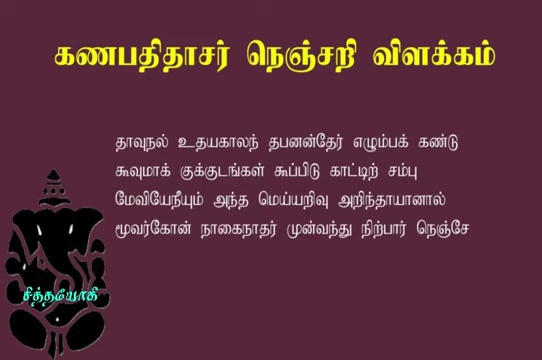 கணபதிதாசர் நெஞ்சறி விளக்கம்
தாவுநல் உதயகாலந் தபனன்தேர் எழும்பக் கண்டு
கூவுமாக் குக்குடங்கள் கூப்பிடு காட்டிற் சம்பு
மேவியேநீயும் அந்த மெய்யறிவு அறிந்தாயானால்
மூவர்கோன் நாகைநாதர் முன்வந்து நிற்பார் நெஞ்சே
சித்தயோகி